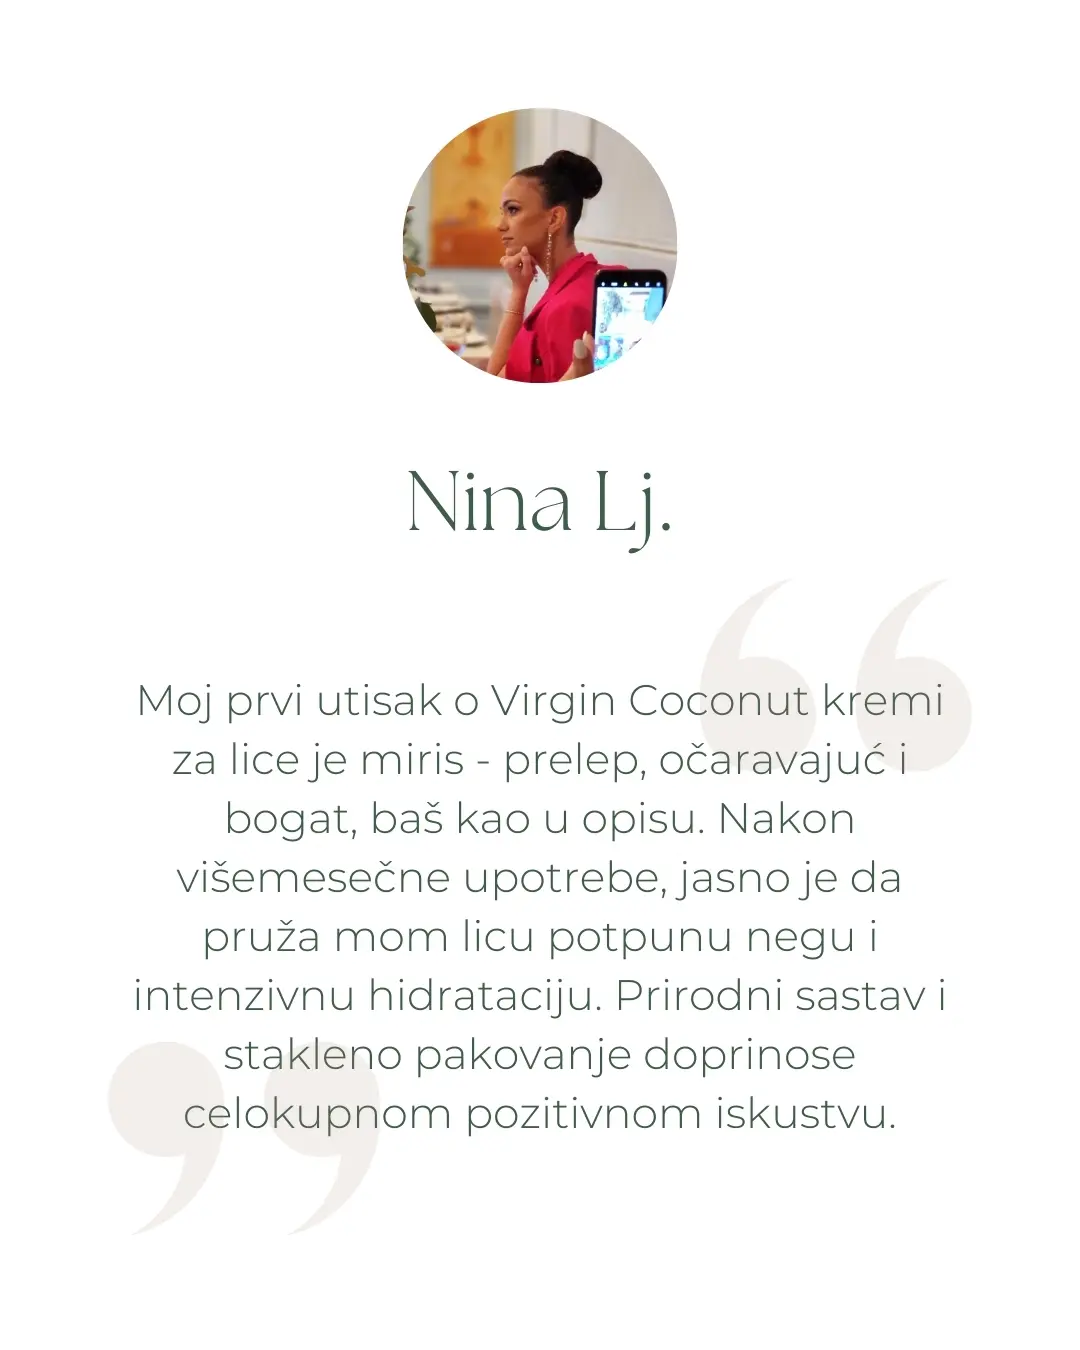 Nina Lj.
Moj prvi utisak o Virgin Coconut kremi
za lice je miris - prelep, očaravajuć i
bogat, baš kao u opisu. Nakon
višemesečne upotrebe, jasno je da
pruža mom licu potpunu negu i
intenzivnu hidrataciju. Prirodni sastav i
stakleno pakovanje doprinose
celokupnom pozitivnom iskustvu.